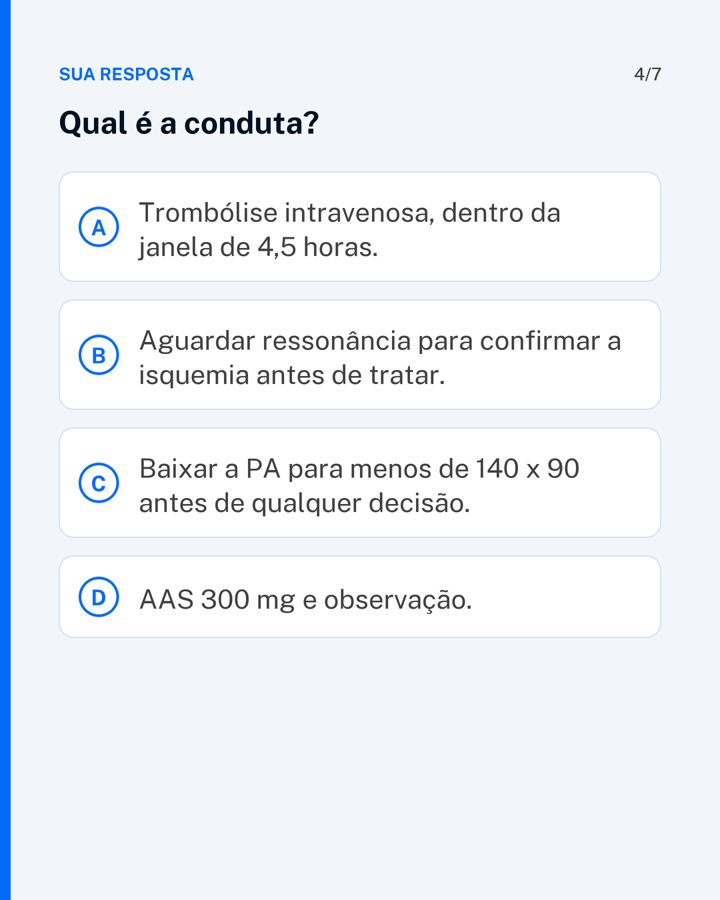 SUA RESPOSTA
4/7
Qual é a conduta?
A
Trombólise intravenosa, dentro da
janela de 4,5 horas.
B
Aguardar ressonância para confirmar a
isquemia antes de tratar.
C
Baixar a PA para menos de 140 x 90
antes de qualquer decisão.
D
AAS 300 mg e observação.